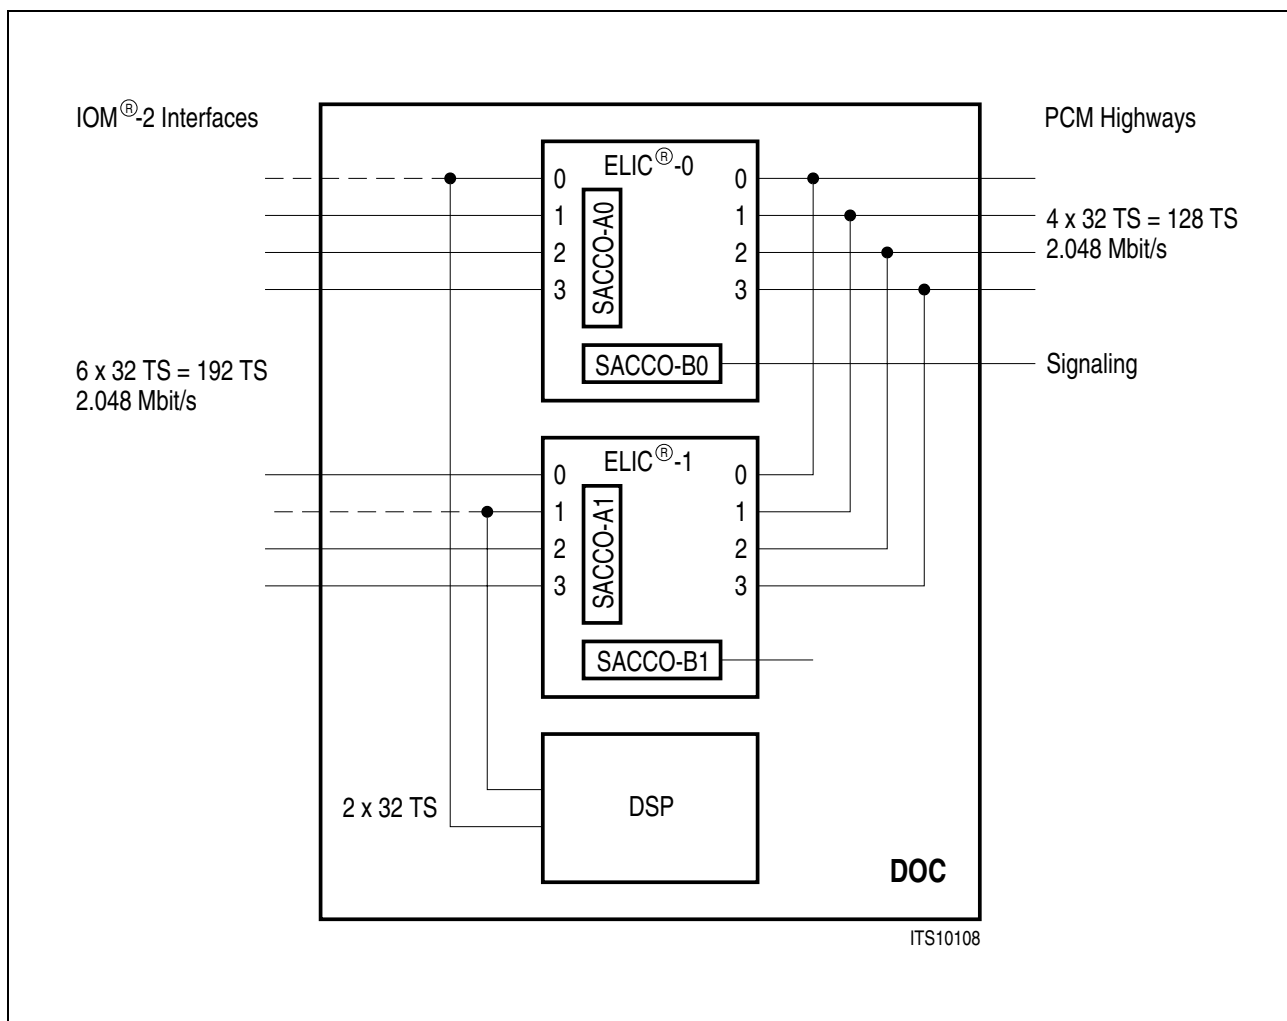 IOM®-2 Interfaces
PCM Highways
ELIC®-0
0
1
2
3
SACCO-A0
0
1
2
3
SACCO-B0
4 x 32 TS = 128 TS
2.048 Mbit/s
Signaling
6 x 32 TS = 192 TS
2.048 Mbit/s
ELIC®-1
0
1
2
3
SACCO-A1
0
1
2
3
SACCO-B1
2 x 32 TS
DSP
DOC
ITS10108